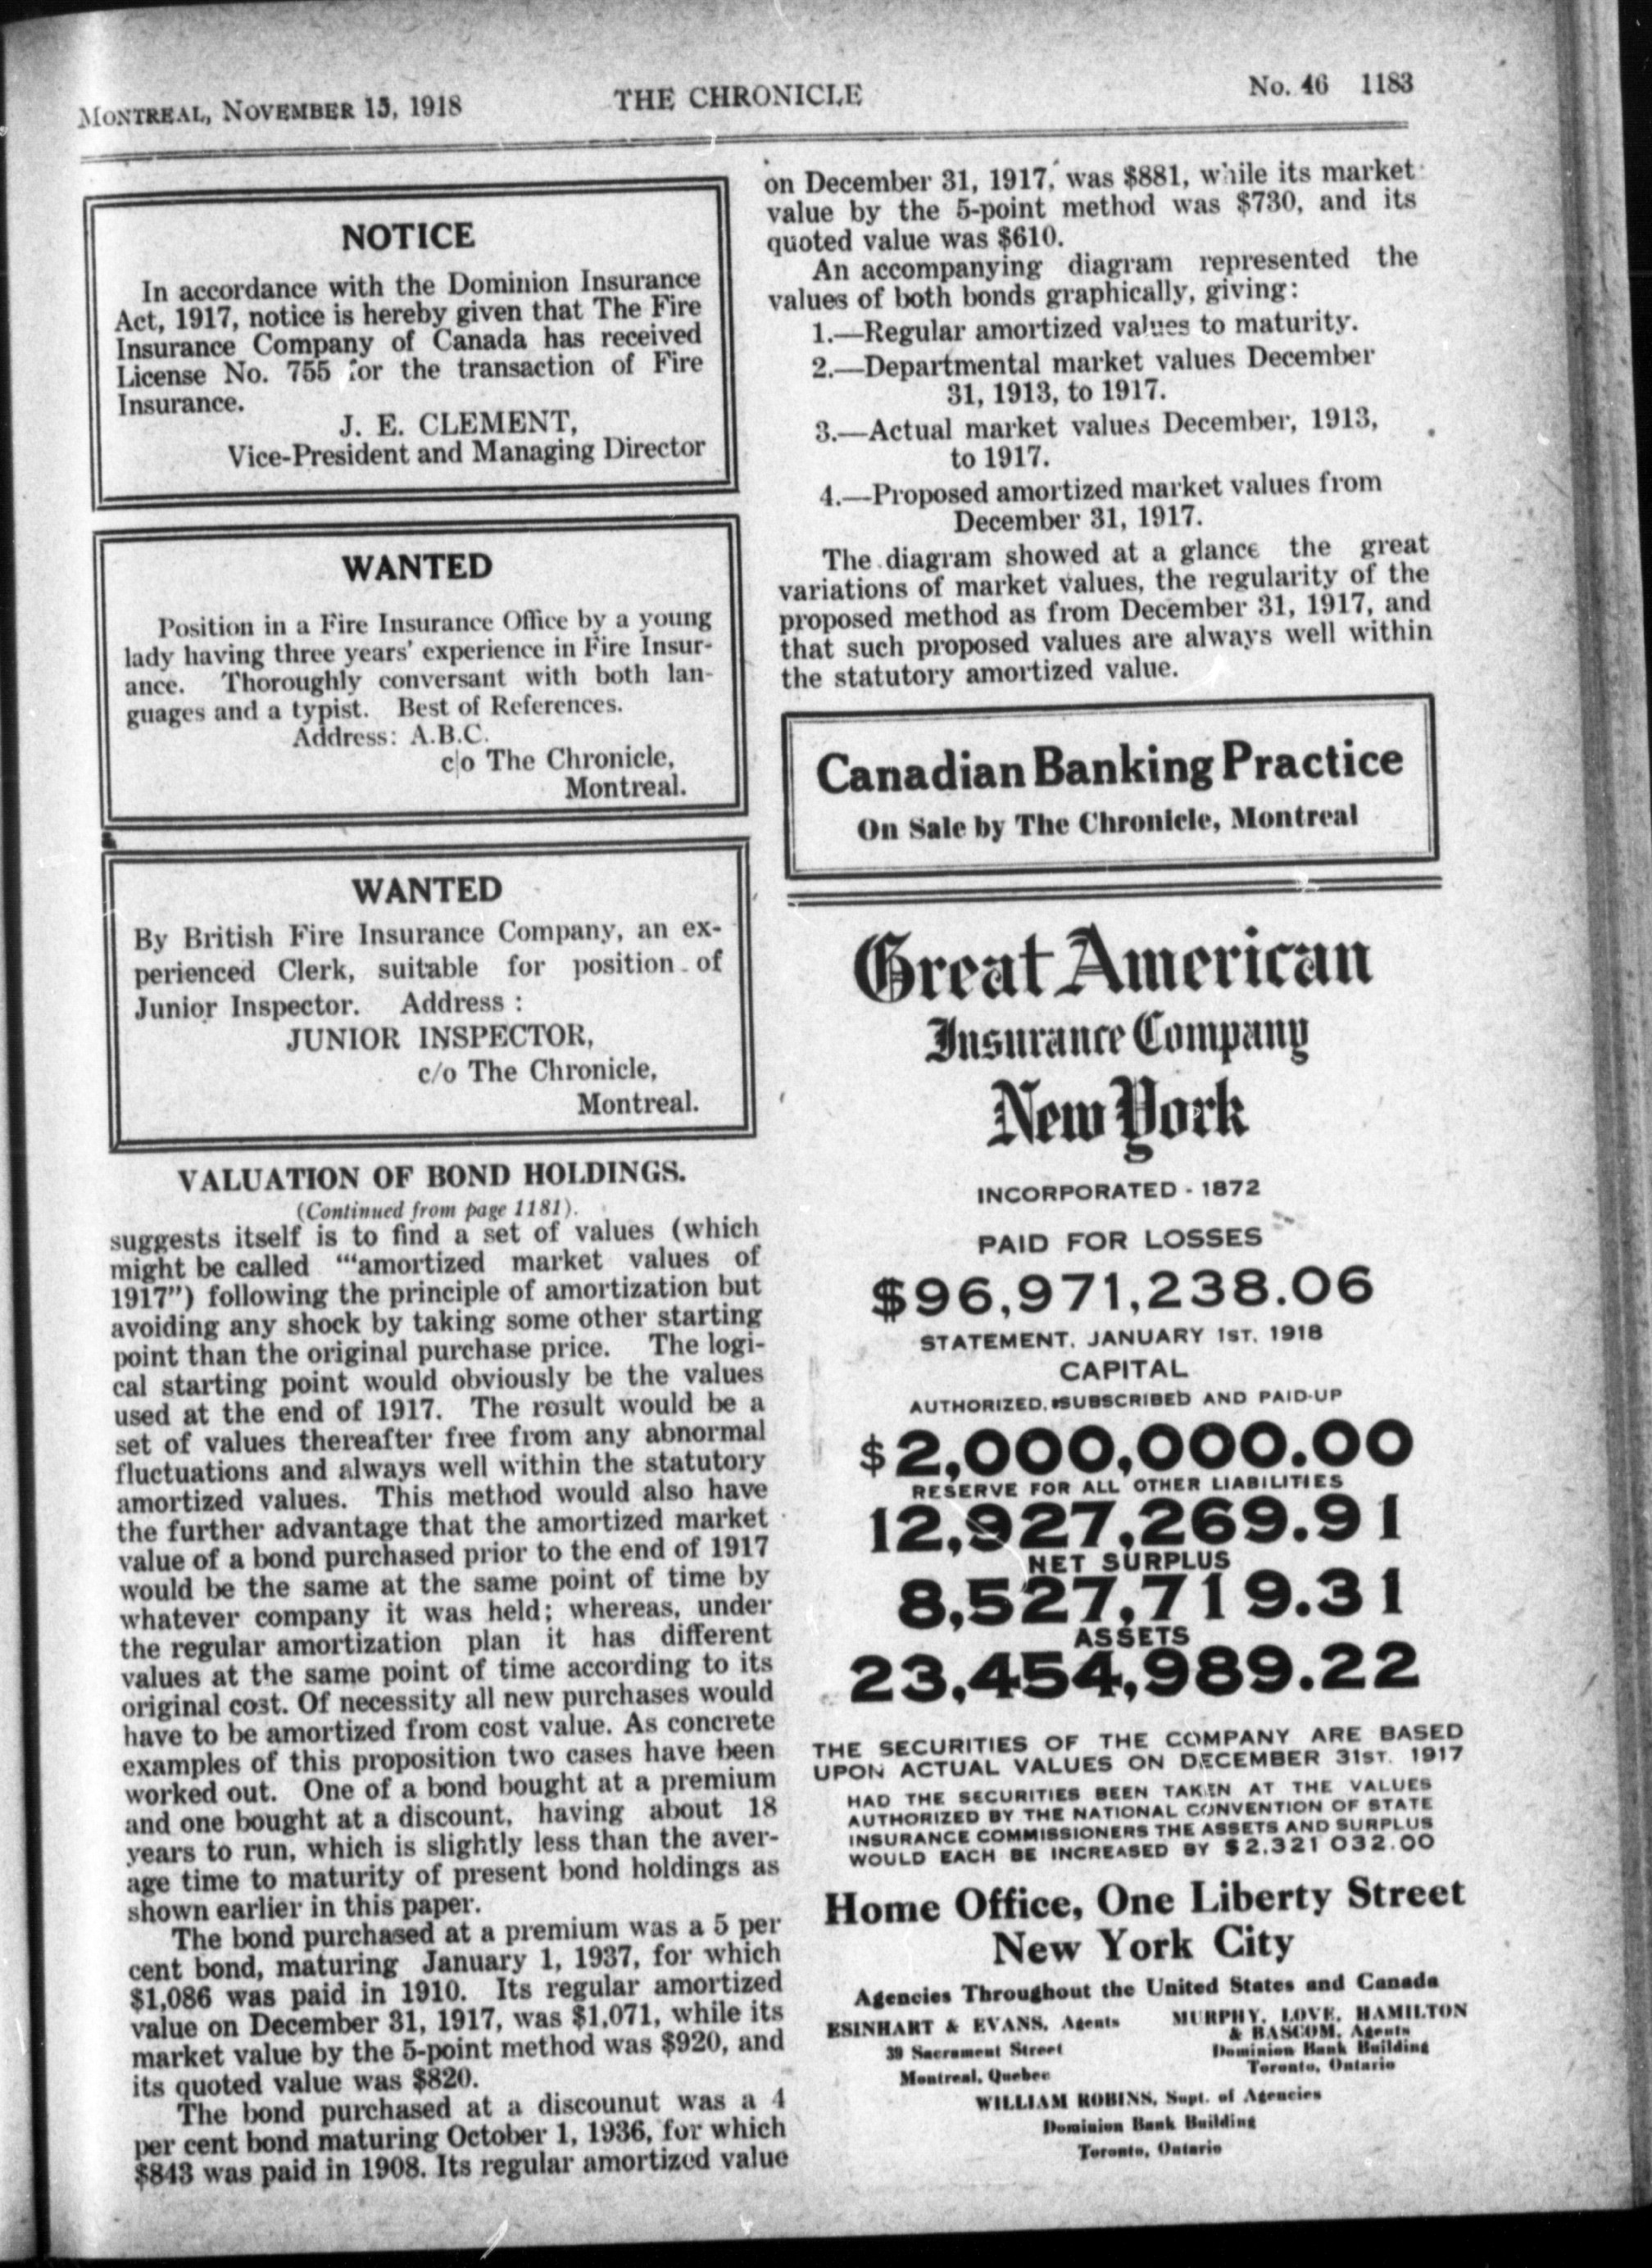 MONTREAL, NOVEMBER 15, 1918
THE CHRONICLE
No. 46 1183
NOTICE
In accordance with the Dominion Insurance
Act, 1917, notice is hereby given that The Fire
Insurance Company of Canada has received
License No. 755 for the transaction of Fire
Insurance.
J. E. CLEMENT,
Vice-President and Managing Director
WANTED
Position in a Fire Insurance Office by a young
lady having three years' experience in Fire Insur-
ance. Thoroughly conversant with both lan-
guages and a typist. Best of References.
Address: A.B.C.
c|o The Chronicle,
Montreal.
WANTED
By British Fire Insurance Company, an ex-
perienced Clerk, suitable for position of
Junior Inspector. Address :
JUNIOR INSPECTOR,
c/o The Chronicle,
Montreal.
VALUATION OF BOND HOLDINGS.
(Continued from page 1181).
suggests itself is to find a set of values (which
might be called "'amortized market values of
1917") following the principle of amortization but
avoiding any shock by taking some other starting
point than the original purchase price. The logi-
cal starting point would obviously be the values
used at the end of 1917. The result would be a
set of values thereafter free from any abnormal
fluctuations and always well within the statutory
amortized values. This method would also have
the further advantage that the amortized market
value of a bond purchased prior to the end of 1917
would be the same at the same point of time by
whatever company it was held; whereas, under
the regular amortization plan it has different
values at the same point of time according to its
original cost. Of necessity all new purchases would
have to be amortized from cost value. As concrete
examples of this proposition two cases have been
worked out. One of a bond bought at a premium
and one bought at a discount, having about 18
years to run, which is slightly less than the aver-
age time to maturity of present bond holdings as
shown earlier in this paper.
The bond purchased at a premium was a 5 per
cent bond, maturing January 1, 1937, for which
$1,086 was paid in 1910. Its regular amortized
value on December 31, 1917, was $1,071, while its
market value by the 5-point method was $920, and
its quoted value was $820.
The bond purchased at a discounut was a 4
per cent bond maturing October 1, 1936, for which
$843 was paid in 1908. Its regular amortized value
on December 31, 1917, was $881, while its market
value by the 5-point method was $730, and its
quoted value was $610.
An accompanying diagram represented the
values of both bonds graphically, giving:
1.—Regular amortized values to maturity.
2.—Departmental market values December
31, 1913, to 1917.
3.—Actual market values December, 1913,
to 1917.
4.—Proposed amortized market values from
December 31, 1917.
The diagram showed at a glance the great
variations of market values, the regularity of the
proposed method as from December 31, 1917, and
that such proposed values are always well within
the statutory amortized value.
Canadian Banking Practice
On Sale by The Chronicle, Montreal
Great American
Insurance Company
New York
INCORPORATED - 1872
PAID FOR LOSSES
$96,971,238.06
STATEMENT, JANUARY 1ST, 1918
CAPITAL
AUTHORIZED, SUBSCRIBED AND PAID-UP
$2,000,000.00
RESERVE FOR ALL OTHER LIABILITIES
12,927,269.91
NET SURPLUS
8,527,719.31
ASSETS
23,454,989.22
THE SECURITIES OF THE COMPANY ARE BASED
UPON ACTUAL VALUES ON DECEMBER 31ST. 1917
HAD THE SECURITIES BEEN TAKEN AT THE VALUES
AUTHORIZED BY THE NATIONAL CONVENTION OF STATE
INSURANCE COMMISSIONERS THE ASSETS AND SURPLUS
WOULD EACH BE INCREASED BY $2,321 032.00
Home Office, One Liberty Street
New York City
Agencies Throughout the United States and Canada
ESINHART & EVANS, Agents
39 Sacrament Street
Montreal, Quebec
MURPHY, LOVE, HAMILTON
& BASCOM, Agents
Dominion Bank Building
Toronto, Ontario
WILLIAM ROBINS, Supt. of Agencies
Dominion Bank Building
Toronto, Ontario